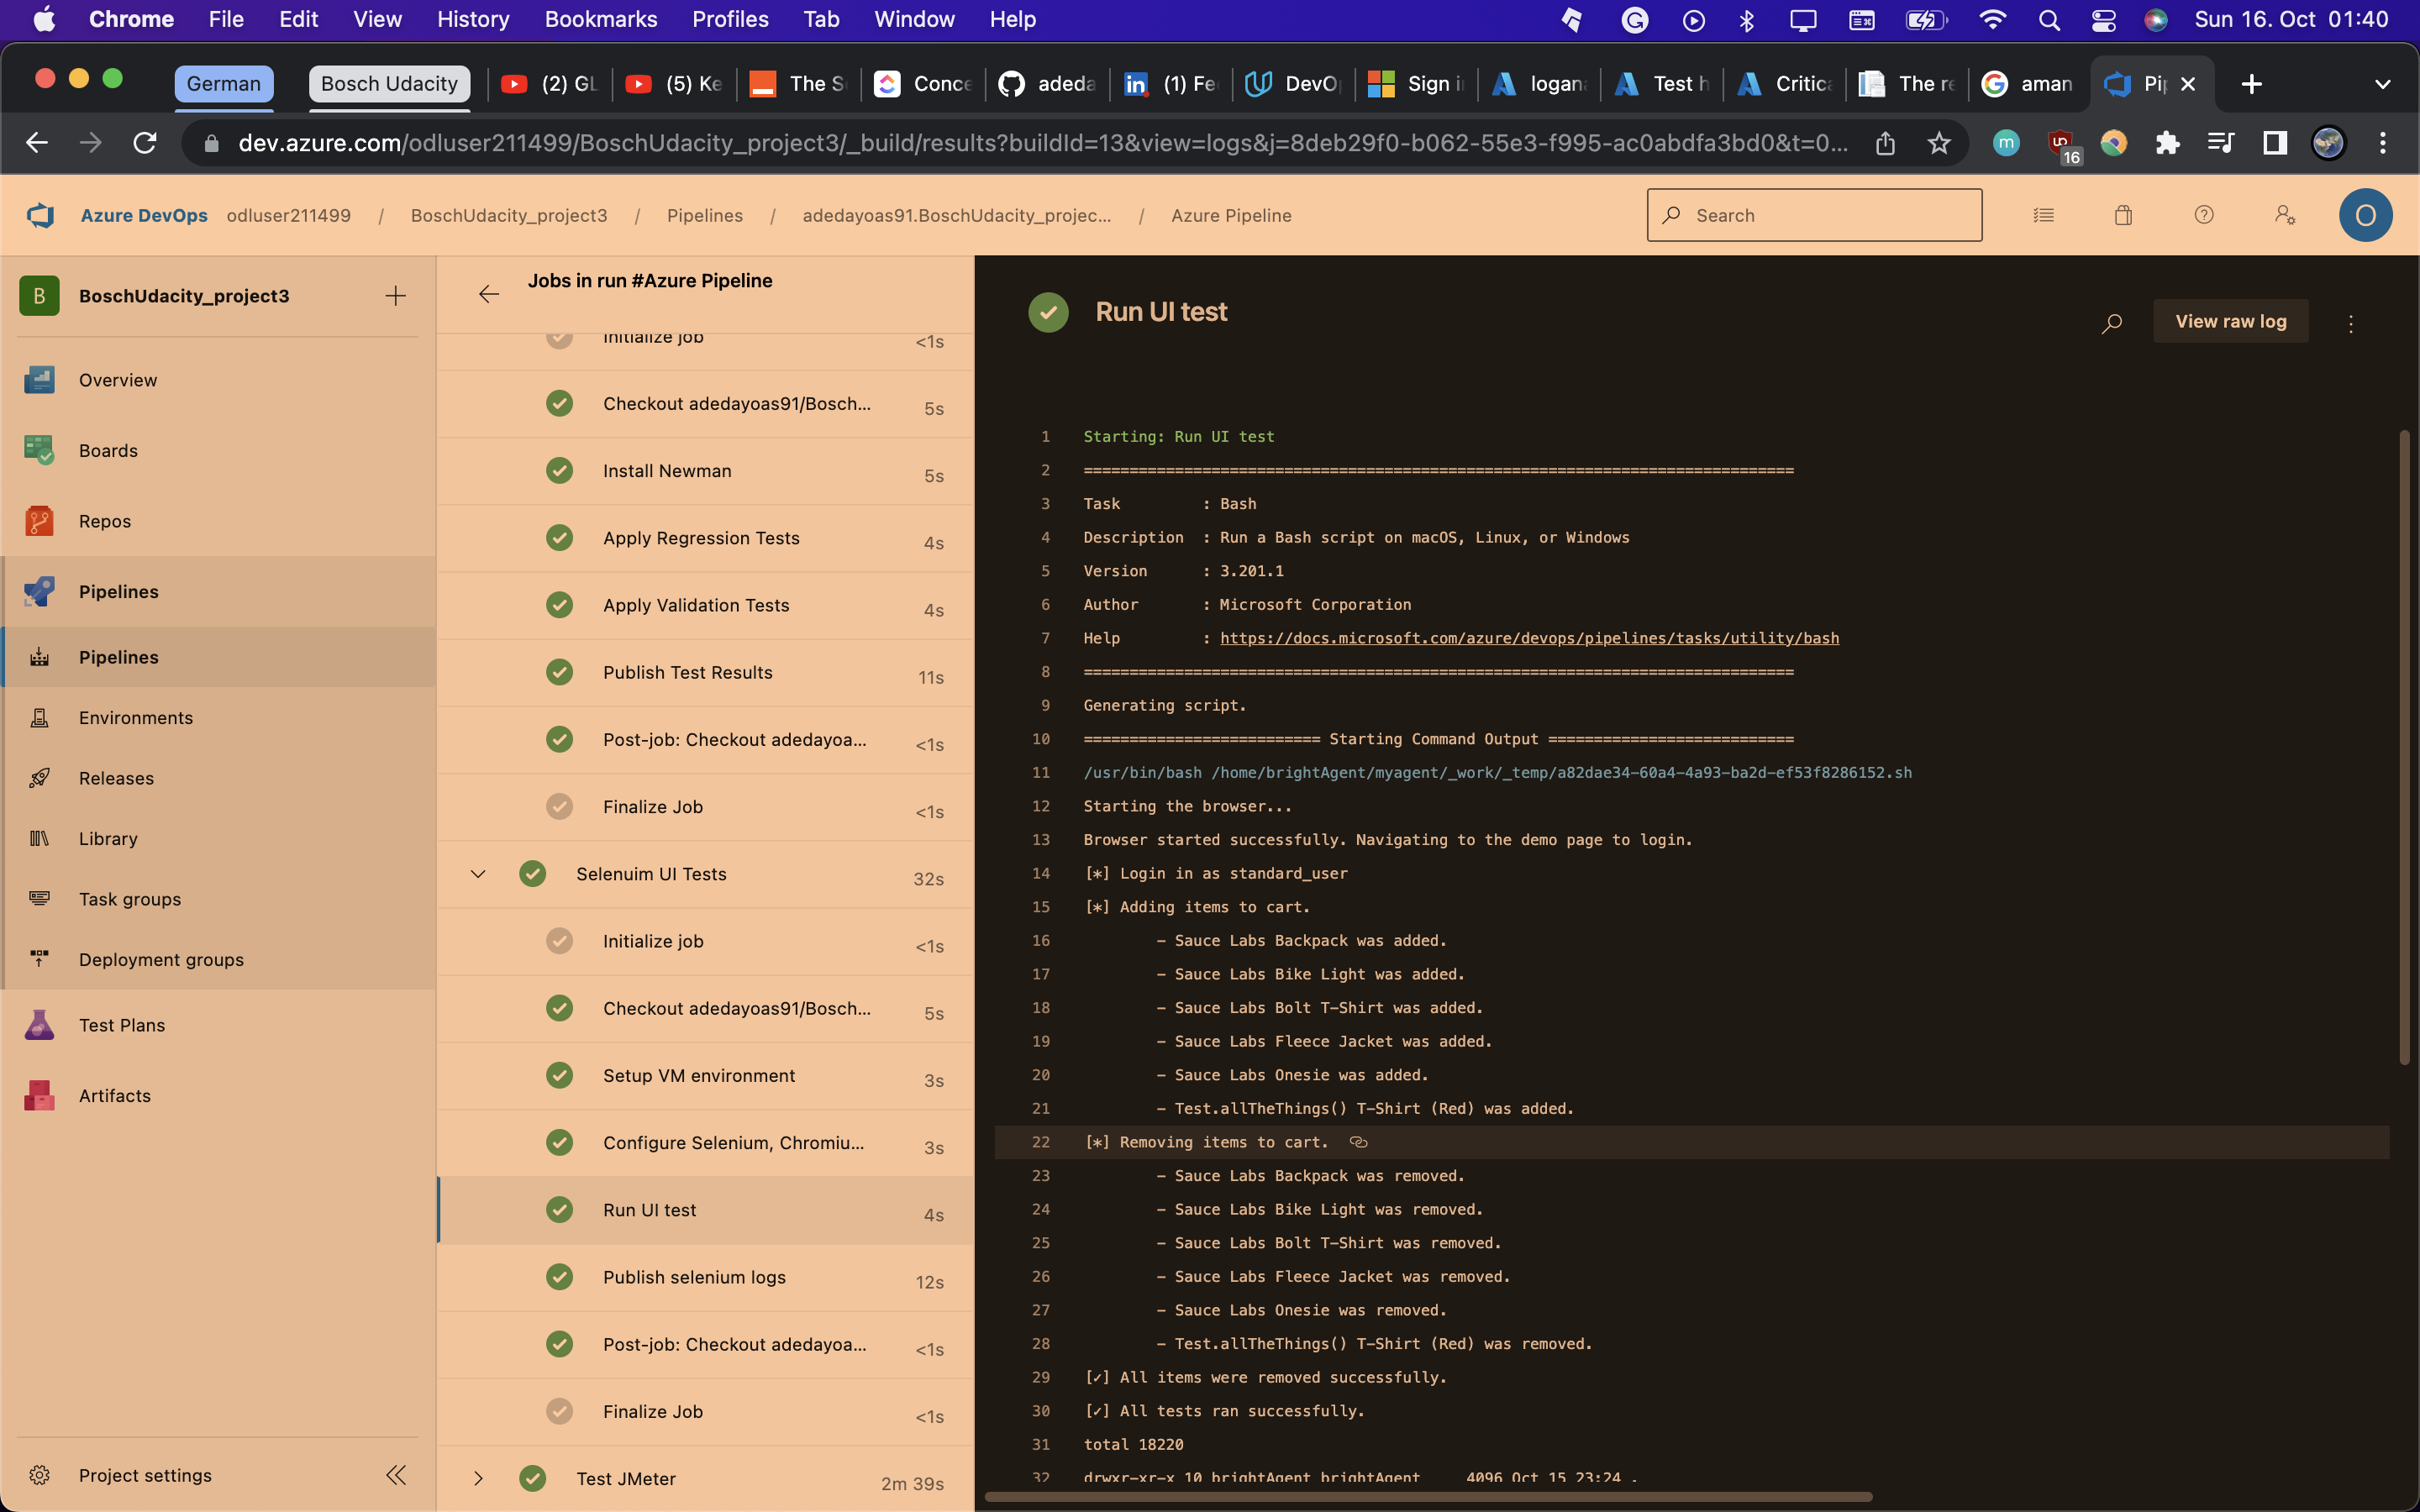 Chrome File Edit View History Bookmarks Profiles Tab Window Help Sun 16. Oct 01:40
German Bosch Udacity (2) GL (5) Ke The S Conce adeda (1) Fe DevO Sign i logan Test h Critica The re aman Pip
dev.azure.com/odluser211499/BoschUdacity_project3/_build/results?buildId=13&view=logs&j=8deb29f0-b062-55e3-f995-ac0abdfa3bd0&t=0...
16
Azure DevOps odluser211499 / BoschUdacity_project3 / Pipelines / adedayoas91.BoschUdacity_projec... / Azure Pipeline
Search
O
B BoschUdacity_project3
Overview
Boards
Repos
Pipelines
Pipelines
Environments
Releases
Library
Task groups
Deployment groups
Test Plans
Artifacts
Project settings
Jobs in run #Azure Pipeline
Initialize job <1s
Checkout adedayoas91/Bosch... 5s
Install Newman 5s
Apply Regression Tests 4s
Apply Validation Tests 4s
Publish Test Results 11s
Post-job: Checkout adedayoa... <1s
Finalize Job <1s
Selenuim UI Tests 32s
Initialize job <1s
Checkout adedayoas91/Bosch... 5s
Setup VM environment 3s
Configure Selenium, Chromiu... 3s
Run UI test 4s
Publish selenium logs 12s
Post-job: Checkout adedayoa... <1s
Finalize Job <1s
Test JMeter 2m 39s
Run UI test
View raw log
1 Starting: Run UI test
2 ==============================================================================
3 Task : Bash
4 Description : Run a Bash script on macOS, Linux, or Windows
5 Version : 3.201.1
6 Author : Microsoft Corporation
7 Help : https://docs.microsoft.com/azure/devops/pipelines/tasks/utility/bash
8 ==============================================================================
9 Generating script.
10 ========================== Starting Command Output ===========================
11 /usr/bin/bash /home/brightAgent/myagent/_work/_temp/a82dae34-60a4-4a93-ba2d-ef53f8286152.sh
12 Starting the browser...
13 Browser started successfully. Navigating to the demo page to login.
14 [*] Login in as standard_user
15 [*] Adding items to cart.
16 - Sauce Labs Backpack was added.
17 - Sauce Labs Bike Light was added.
18 - Sauce Labs Bolt T-Shirt was added.
19 - Sauce Labs Fleece Jacket was added.
20 - Sauce Labs Onesie was added.
21 - Test.allTheThings() T-Shirt (Red) was added.
22 [*] Removing items to cart.
23 - Sauce Labs Backpack was removed.
24 - Sauce Labs Bike Light was removed.
25 - Sauce Labs Bolt T-Shirt was removed.
26 - Sauce Labs Fleece Jacket was removed.
27 - Sauce Labs Onesie was removed.
28 - Test.allTheThings() T-Shirt (Red) was removed.
29 [✓] All items were removed successfully.
30 [✓] All tests ran successfully.
31 total 18220
32 drwxr-xr-x 10 brightAgent brightAgent 4096 Oct 15 23:24 .